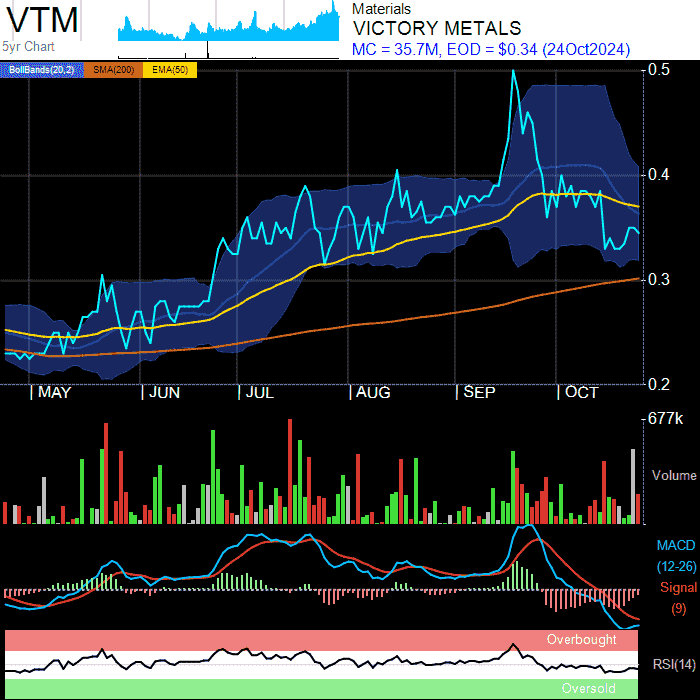 VTM
5yr Chart
Materials
VICTORY METALS
MC = 35.7M, EOD = $0.34 (24Oct2024)
BollBands(20,2) SMA(200) EMA(50)
0.5
0.4
0.3
0.2
MAY JUN JUL AUG SEP OCT
677k
Volume
MACD
(12-26)
Signal
(9)
Overbought
RSI(14)
Oversold